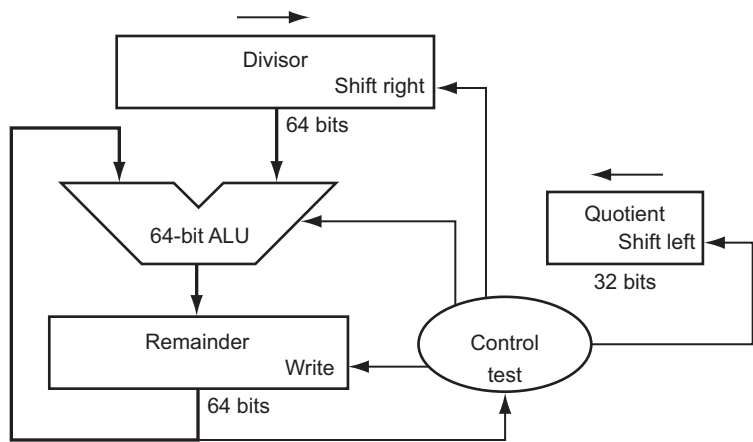 Divisor
Shift right
64 bits
64-bit ALU
Quotient
Shift left
32 bits
Remainder
Write
64 bits
Control
test